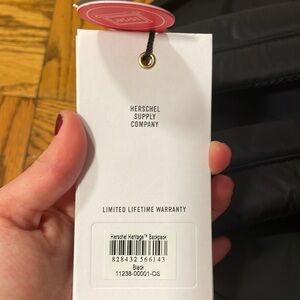 HERSCHEL
SUPPLY
COMPANY
LIMITED LIFETIME WARRANTY
Herschel Heritage™ Backpack
828432 566143
Black
11238-00001-OS